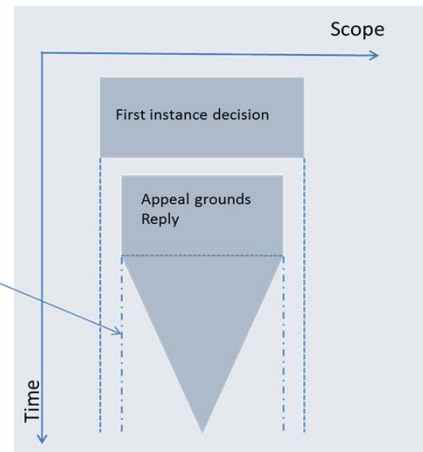 Scope
First instance decision
Appeal grounds
Reply
Time